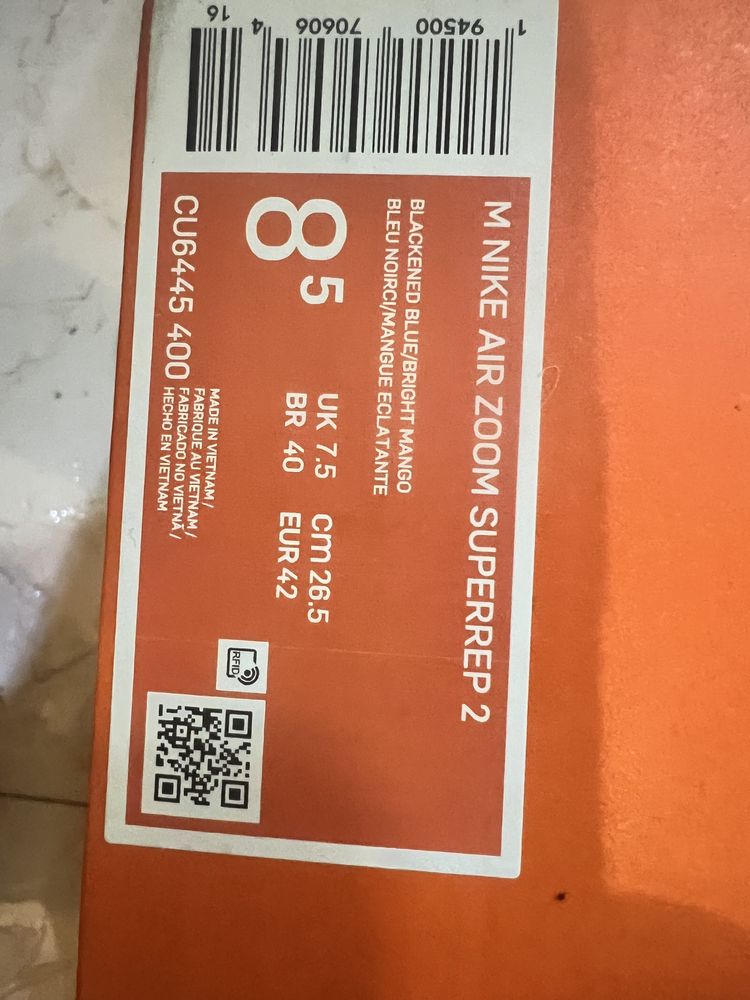 M NIKE AIR ZOOM SUPERREP 2
BLACKENED BLUE/BRIGHT MANGO
BLEU NOIRCI/MANGUE ECLATANTE
8 5
UK 7.5 cm 26.5
BR 40 EUR 42
CU6445 400
MADE IN VIETNAM /
FABRIQUE AU VIETNAM /
FABRICADO NO VIETNÃ /
HECHO EN VIETNAM
RFID
1 94500 70606 4 16